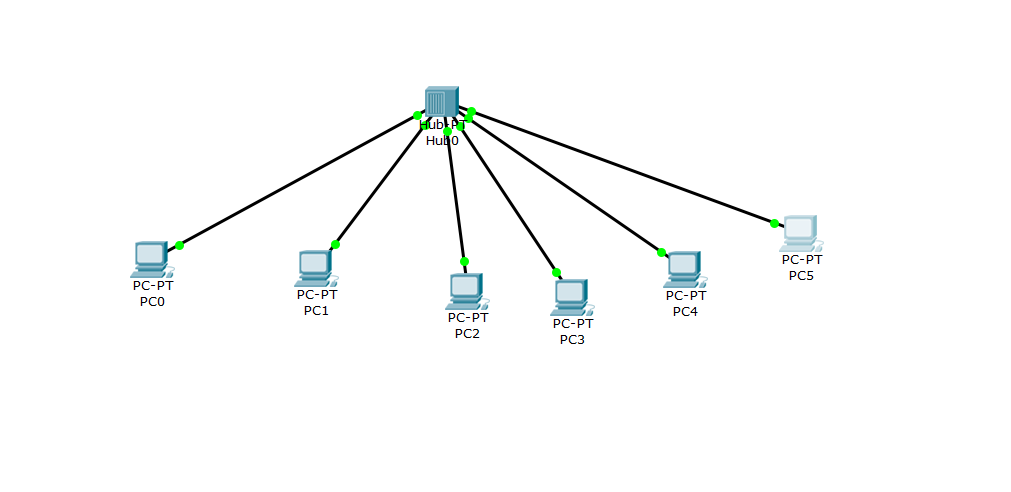 Hub-PT
Hub0
PC-PT
PC0
PC-PT
PC1
PC-PT
PC2
PC-PT
PC3
PC-PT
PC4
PC-PT
PC5